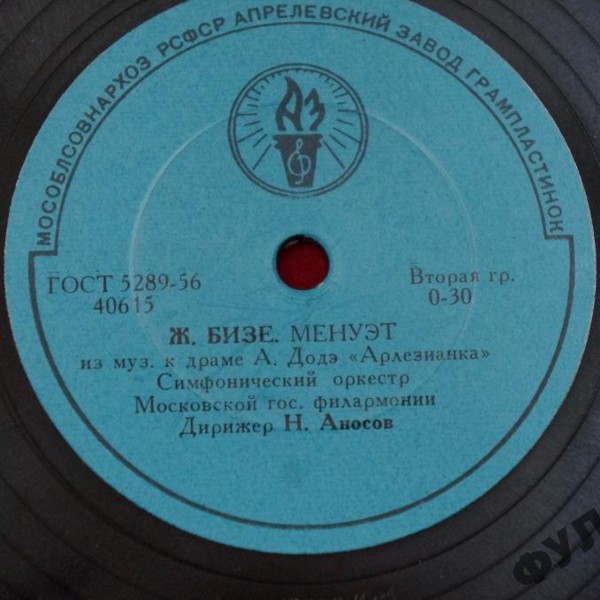 МОСОБЛСОВНАРХОЗ РСФСР АПРЕЛЕВСКИЙ ЗАВОД ГРАМПЛАСТИНОК
АЗ
ГОСТ 5289-56
40615
Вторая гр.
0-30
Ж. БИЗЕ. МЕНУЭТ
из муз. к драме А. Додэ «Арлезианка»
Симфонический оркестр
Московской гос. филармонии
Дирижер Н. Аносов